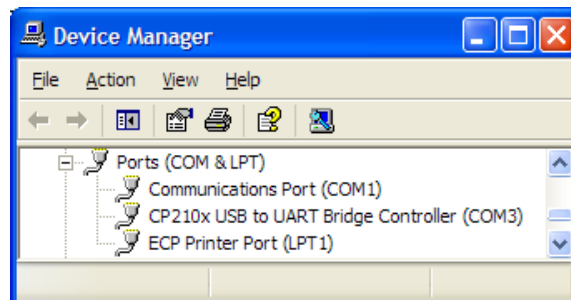 Device Manager
File Action View Help
Ports (COM & LPT)
Communications Port (COM1)
CP210x USB to UART Bridge Controller (COM3)
ECP Printer Port (LPT1)